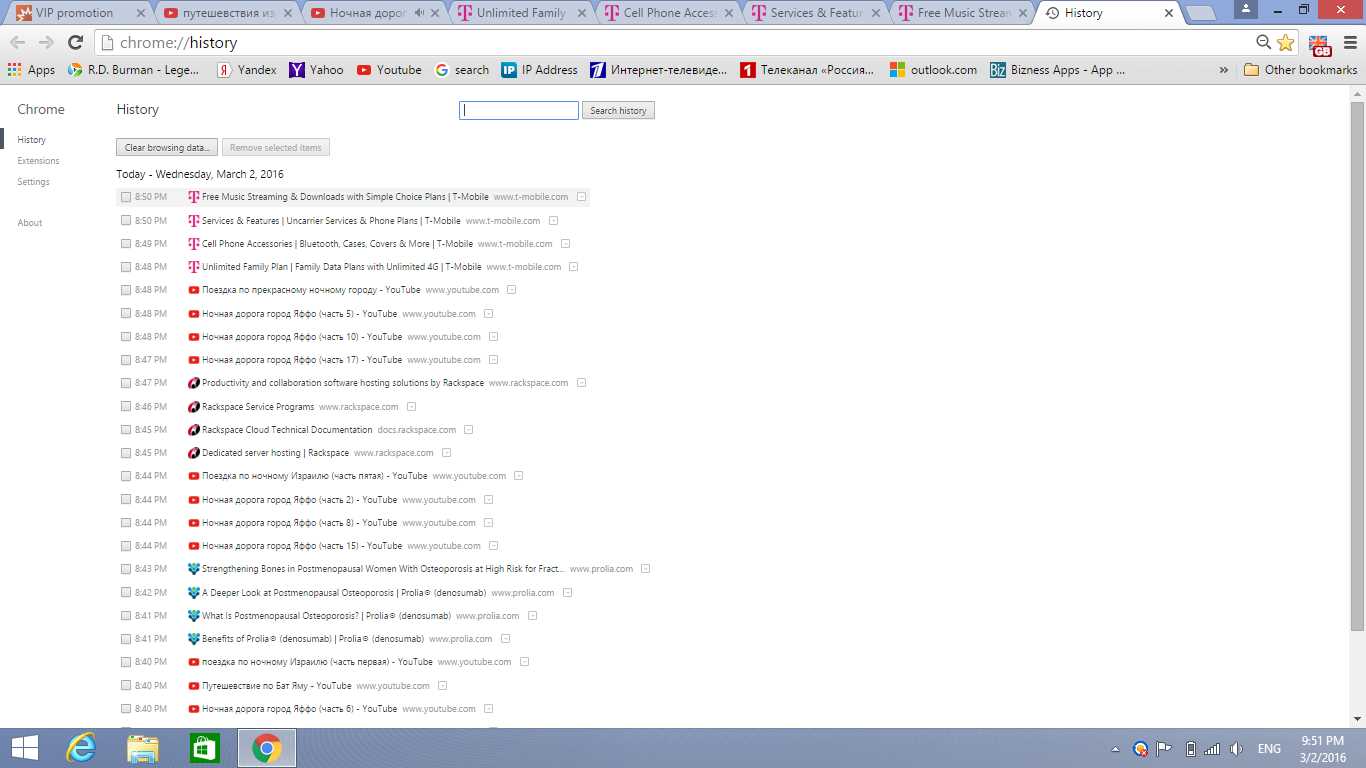 VIP promotion
путешествия из
Ночная дорог
Unlimited Family
Cell Phone Access
Services & Featur
Free Music Stream
History
chrome://history
GB
Apps
R.D. Burman - Lege...
Yandex
Yahoo
Youtube
search
IP Address
Интернет-телевиде...
Телеканал «Россия...
outlook.com
Bizness Apps - App ...
»
Other bookmarks
Chrome
History
Search history
History
Extensions
Settings
About
Clear browsing data...
Remove selected items
Today - Wednesday, March 2, 2016
8:50 PM Free Music Streaming & Downloads with Simple Choice Plans | T-Mobile www.t-mobile.com
8:50 PM Services & Features | Uncarrier Services & Phone Plans | T-Mobile www.t-mobile.com
8:49 PM Cell Phone Accessories | Bluetooth, Cases, Covers & More | T-Mobile www.t-mobile.com
8:48 PM Unlimited Family Plan | Family Data Plans with Unlimited 4G | T-Mobile www.t-mobile.com
8:48 PM Поездка по прекрасному ночному городу - YouTube www.youtube.com
8:48 PM Ночная дорога город Яффо (часть 5) - YouTube www.youtube.com
8:48 PM Ночная дорога город Яффо (часть 10) - YouTube www.youtube.com
8:47 PM Ночная дорога город Яффо (часть 17) - YouTube www.youtube.com
8:47 PM Productivity and collaboration software hosting solutions by Rackspace www.rackspace.com
8:46 PM Rackspace Service Programs www.rackspace.com
8:45 PM Rackspace Cloud Technical Documentation docs.rackspace.com
8:45 PM Dedicated server hosting | Rackspace www.rackspace.com
8:44 PM Поездка по ночному Израилю (часть пятая) - YouTube www.youtube.com
8:44 PM Ночная дорога город Яффо (часть 2) - YouTube www.youtube.com
8:44 PM Ночная дорога город Яффо (часть 8) - YouTube www.youtube.com
8:44 PM Ночная дорога город Яффо (часть 15) - YouTube www.youtube.com
8:43 PM Strengthening Bones in Postmenopausal Women With Osteoporosis at High Risk for Fract... www.prolia.com
8:42 PM A Deeper Look at Postmenopausal Osteoporosis | Prolia® (denosumab) www.prolia.com
8:41 PM What Is Postmenopausal Osteoporosis? | Prolia® (denosumab) www.prolia.com
8:41 PM Benefits of Prolia® (denosumab) | Prolia® (denosumab) www.prolia.com
8:40 PM поездка по ночному Израилю (часть первая) - YouTube www.youtube.com
8:40 PM Путешествие по Бат Яму - YouTube www.youtube.com
8:40 PM Ночная дорога город Яффо (часть 6) - YouTube www.youtube.com
ENG
9:51 PM
3/2/2016